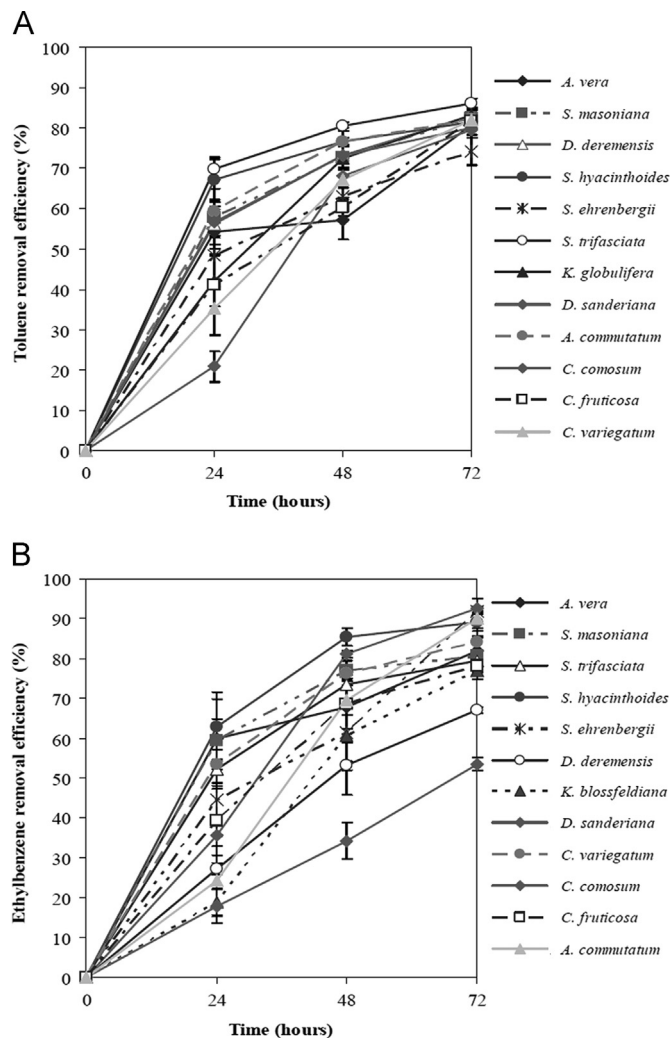 A
Toluene removal efficiency (%)
100
90
80
70
60
50
40
30
20
10
0
0 24 48 72
Time (hours)
A. vera
S. masoniana
D. deremensis
S. hyacinthoides
S. ehrenbergii
S. trifasciata
K. globulifera
D. sanderiana
A. commutatum
C. comosum
C. fruticosa
C. variegatum
B
Ethylbenzene removal efficiency (%)
100
90
80
70
60
50
40
30
20
10
0
0 24 48 72
Time (hours)
A. vera
S. masoniana
S. trifasciata
S. hyacinthoides
S. ehrenbergii
D. deremensis
K. blossfeldiana
D. sanderiana
C. variegatum
C. comosum
C. fruticosa
A. commutatum